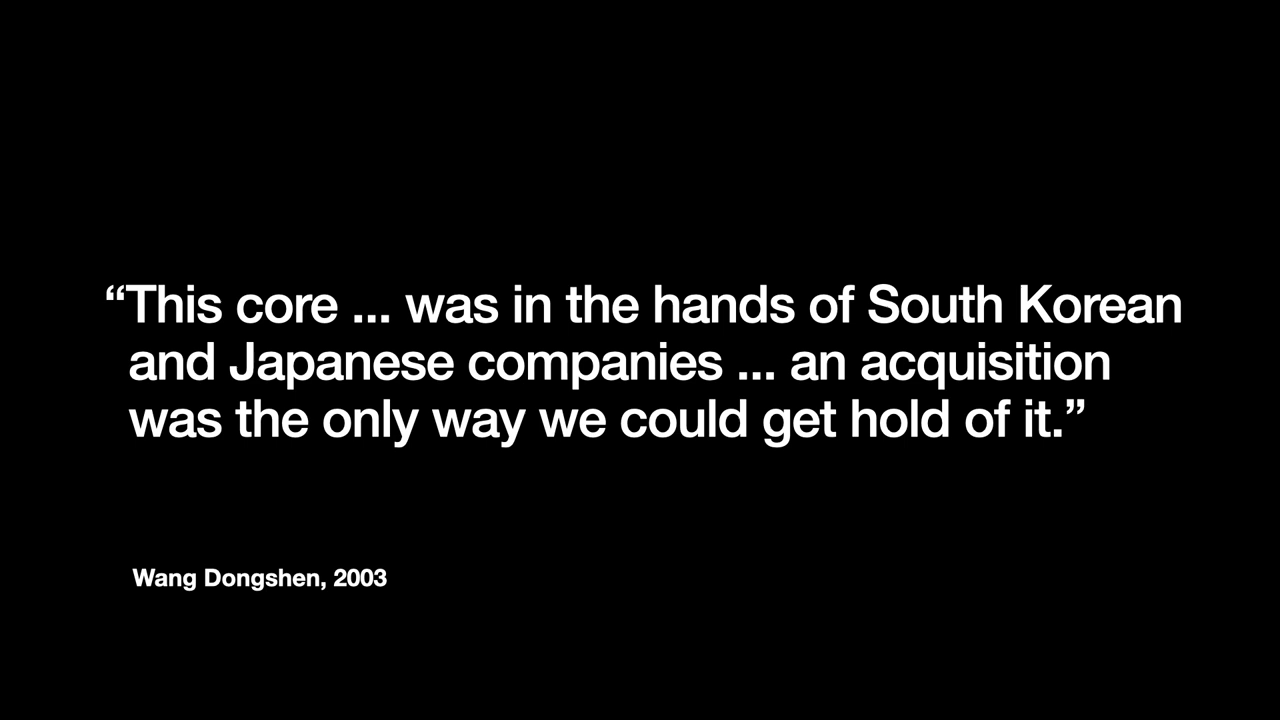 “This core ... was in the hands of South Korean
and Japanese companies ... an acquisition
was the only way we could get hold of it.”
Wang Dongshen, 2003